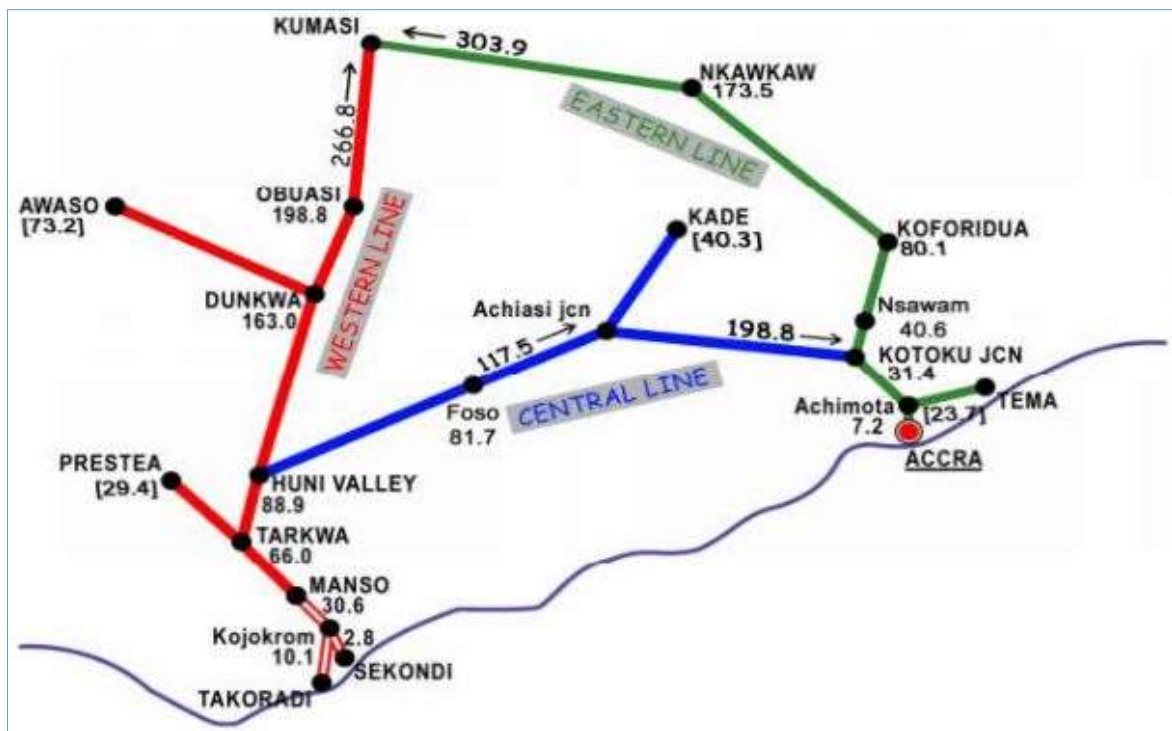 KUMASI
303.9
NKAWKAW
173.5
EASTERN LINE
266.8
AWASO
[73.2]
OBUASI
198.8
WESTERN LINE
KADE
[40.3]
KOFORIDUA
80.1
DUNKWA
163.0
Achiasi jcn
198.8
Nsawam
40.6
117.5
KOTOKU JCN
31.4
CENTRAL LINE
Foso
81.7
Achimota
7.2
[23.7]
TEMA
ACCRA
PRESTEA
[29.4]
HUNI VALLEY
88.9
TARKWA
66.0
MANSO
30.6
Kojokrom
10.1
2.8
SEKONDI
TAKORADI